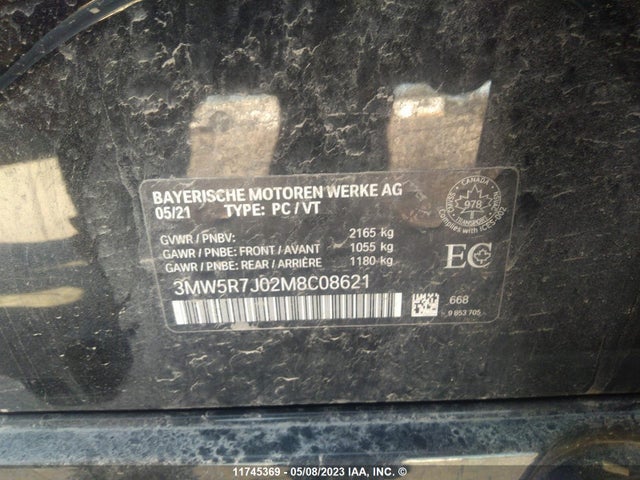 BAYERISCHE MOTOREN WERKE AG
05/21 TYPE: PC/VT
GVWR / PNBV: 2165 kg
GAWR / PNBE: FRONT / AVANT 1055 kg
GAWR / PNBE: REAR / ARRIÈRE 1180 kg
3MW5R7J02M8C08621
CANADA
978
TRANSPORT
EC
668
9 853 705
11745369 - 05/08/2023 IAA, INC. ©